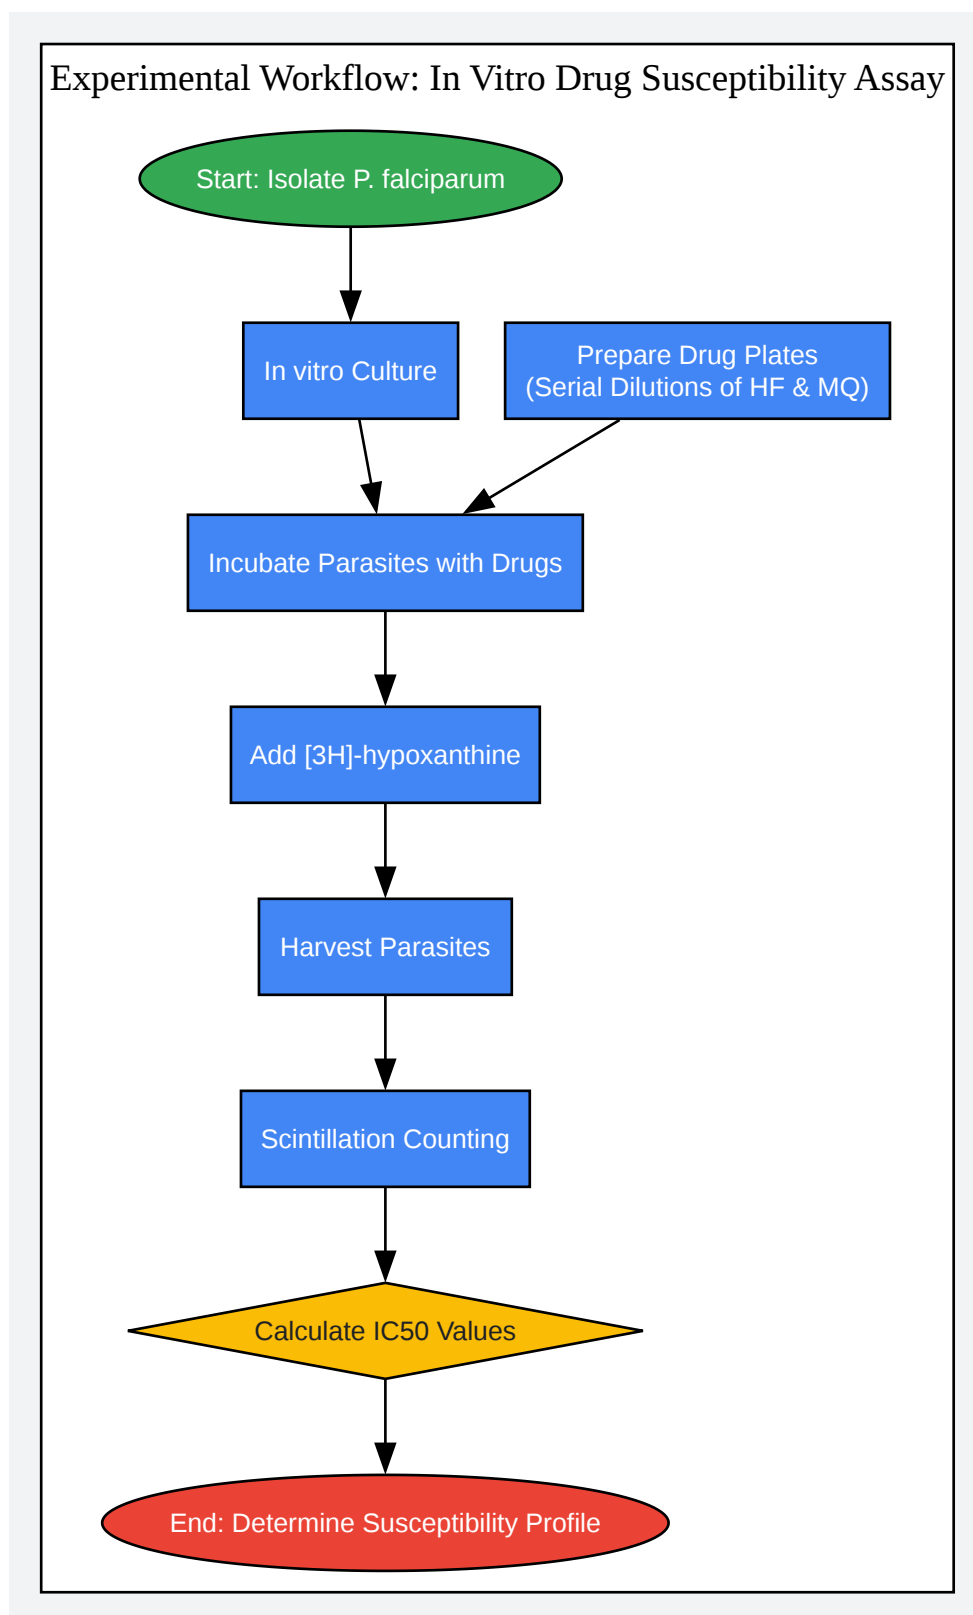 Experimental Workflow: In Vitro Drug Susceptibility Assay
Start: Isolate P. falciparum
In vitro Culture
Prepare Drug Plates
(Serial Dilutions of HF & MQ)
Incubate Parasites with Drugs
Add [3H]-hypoxanthine
Harvest Parasites
Scintillation Counting
Calculate IC50 Values
End: Determine Susceptibility Profile